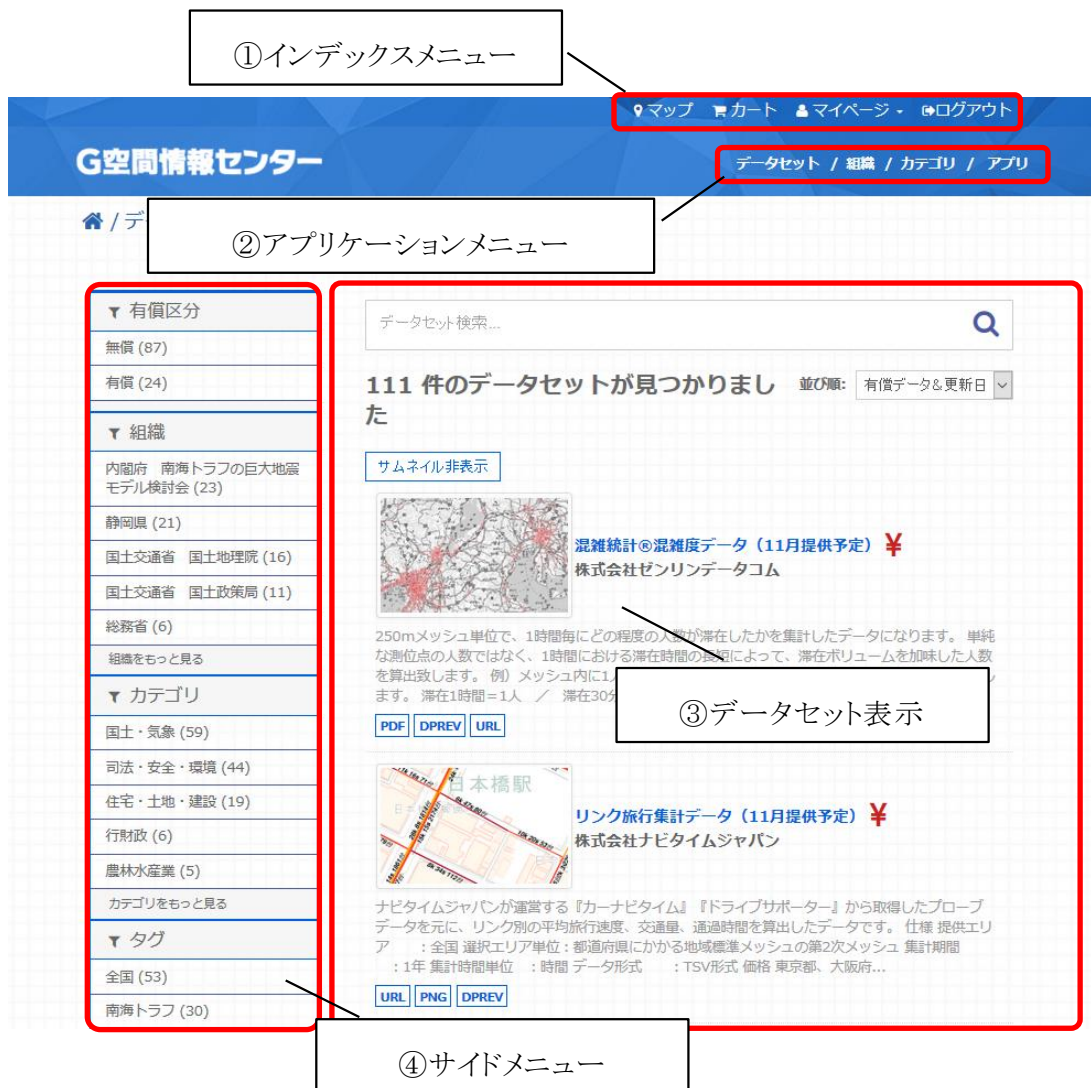 ①インデックスメニュー
マップ カート マイページ ログアウト
G空間情報センター
データセット / 組織 / カテゴリ / アプリ
/ デ
②アプリケーションメニュー
有償区分
無償 (87)
有償 (24)
組織
内閣府 南海トラフの巨大地震
モデル検討会 (23)
静岡県 (21)
国土交通省 国土地理院 (16)
国土交通省 国土政策局 (11)
総務省 (6)
組織をもっと見る
カテゴリ
国土・気象 (59)
司法・安全・環境 (44)
住宅・土地・建設 (19)
行財政 (6)
農林水産業 (5)
カテゴリをもっと見る
タグ
全国 (53)
南海トラフ (30)
データセット検索...
111 件のデータセットが見つかりまし
た
並び順: 有償データ&更新日
サムネイル非表示
混雑統計®混雑度データ（11月提供予定） ¥
株式会社ゼンリンデータコム
250mメッシュ単位で、1時間毎にどの程度の人数が滞在したかを集計したデータになります。 単純
な測位点の人数ではなく、1時間における滞在時間の長短によって、滞在ボリュームを加味した人数
を算出致します。 例）メッシュ内に1
ます。 滞在1時間＝1人 ／ 滞在30分
③データセット表示
PDF DPREV URL
日本橋駅
リンク旅行集計データ（11月提供予定） ¥
株式会社ナビタイムジャパン
ナビタイムジャパンが運営する『カーナビタイム』『ドライブサポーター』から取得したプローブ
データを元に、リンク別の平均旅行速度、交通量、通過時間を算出したデータです。 仕様 提供エリ
ア ：全国 選択エリア単位：都道府県にかかる地域標準メッシュの第2次メッシュ 集計期間
：1年 集計時間単位 ：時間 データ形式 ：TSV形式 価格 東京都、大阪府...
URL PNG DPREV
④サイドメニュー